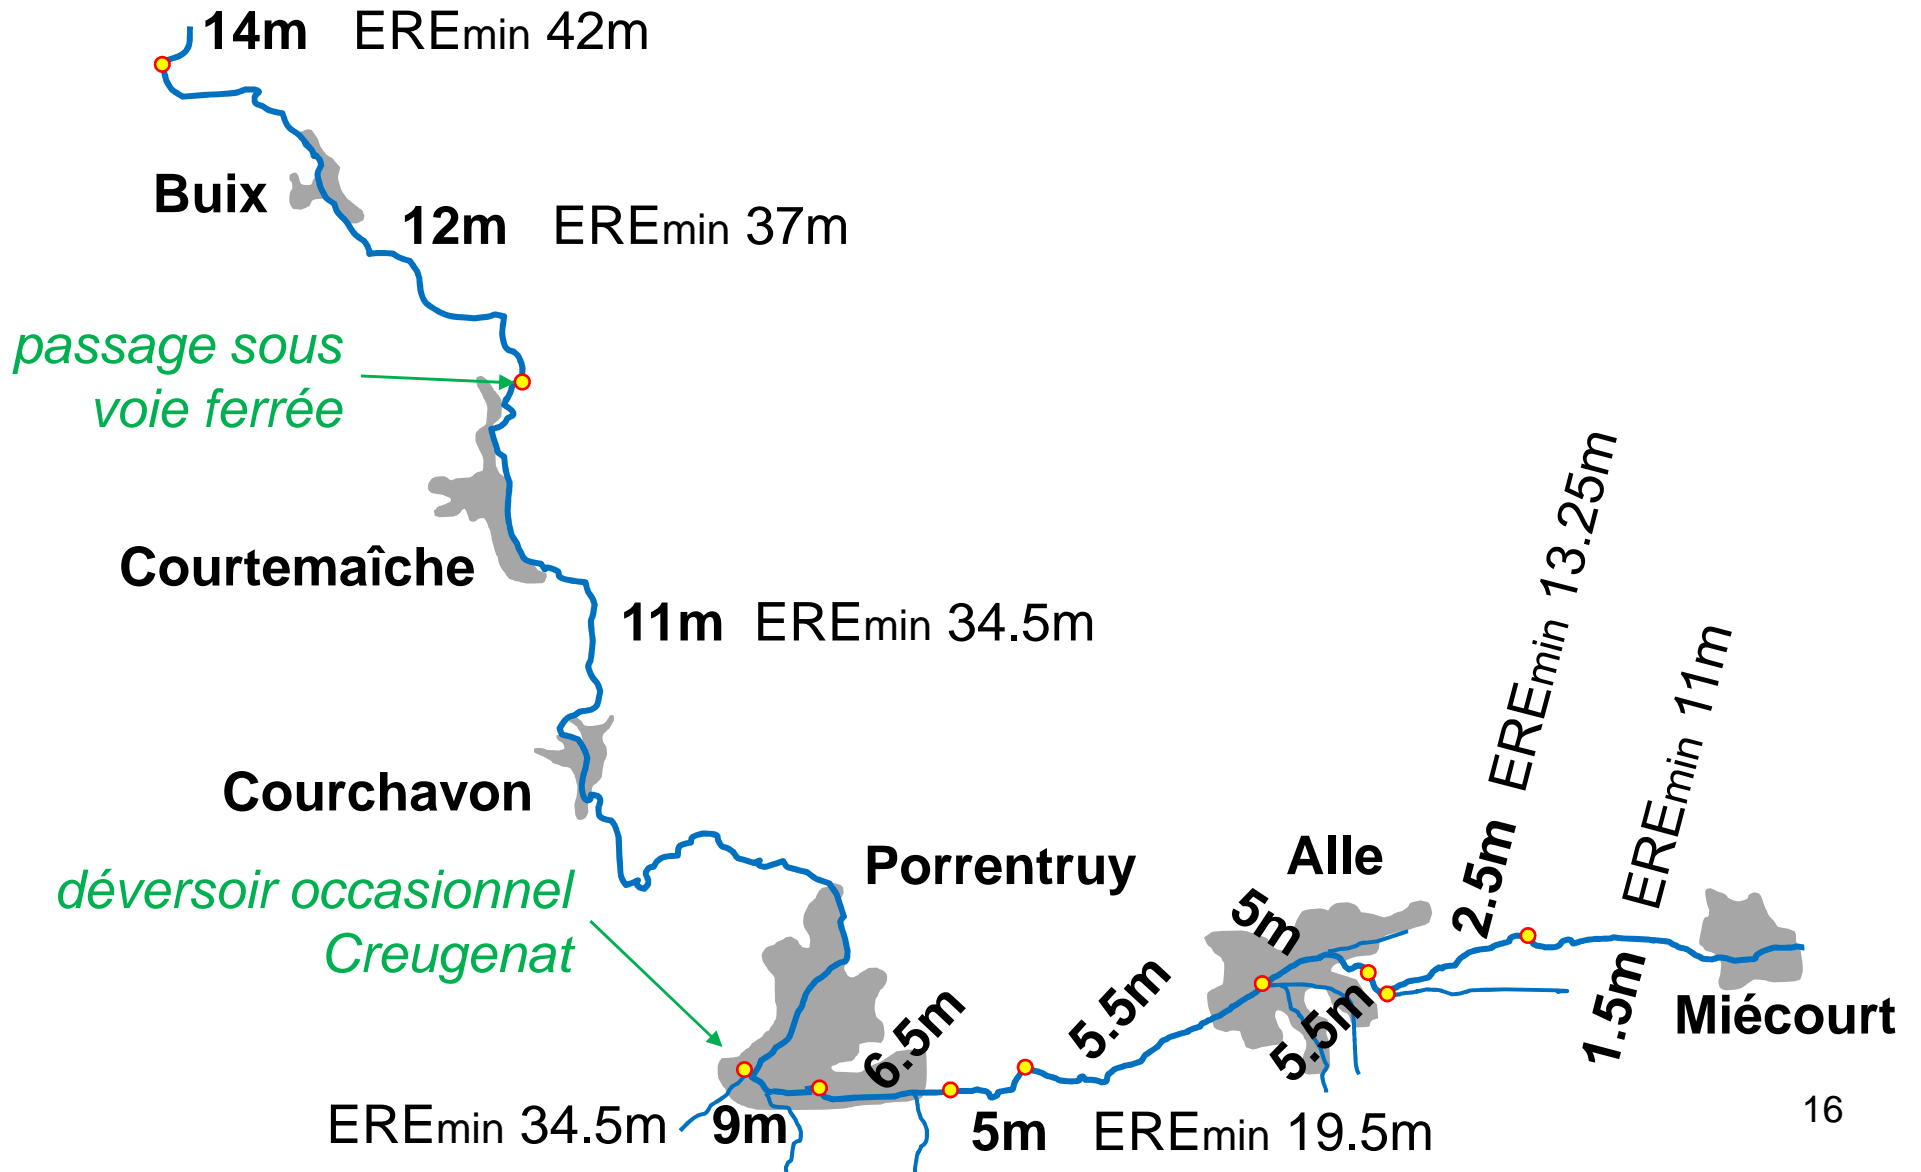 14m EREmin 42m
Buix
12m EREmin 37m
passage sous
voie ferrée
Courtemaîche
11m EREmin 34.5m
Courchavon
déversoir occasionnel
Creugenat
Porrentruy
Alle
2.5m EREmin 13.25m
1.5m EREmin 11m
Miécourt
5m
5.5m
5.5m
6.5m
EREmin 34.5m 9m
5m EREmin 19.5m
16